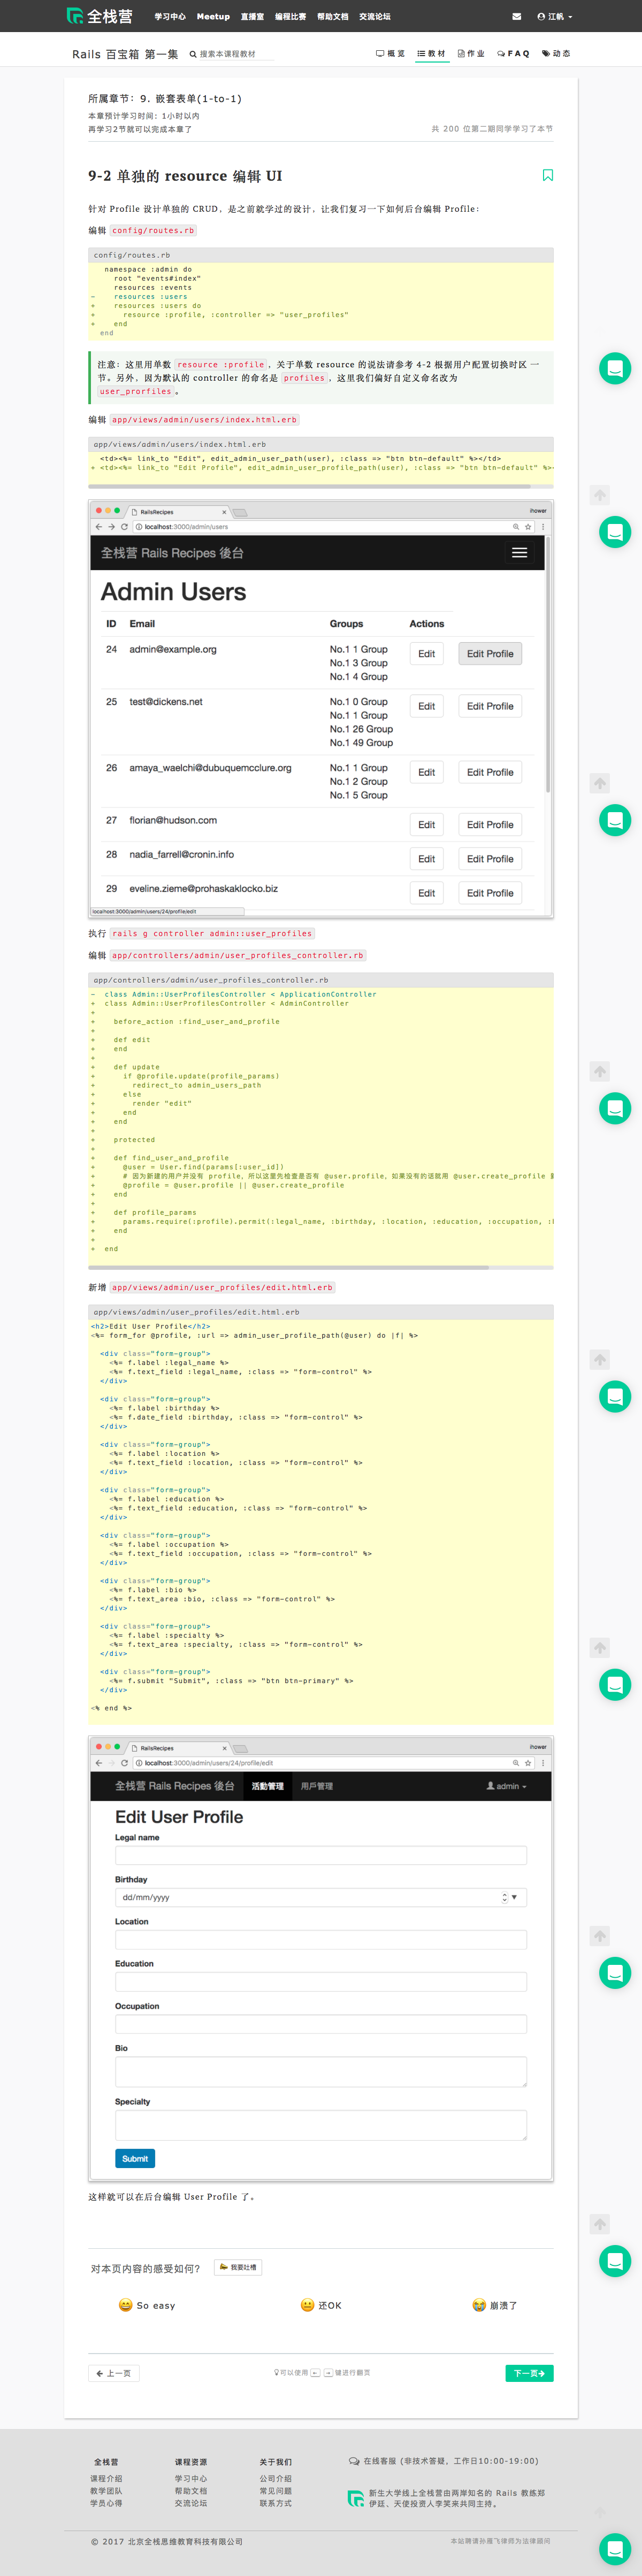 全栈营 学习中心 Meetup 直播室 编程比赛 帮助文档 交流论坛 江帆
Rails 百宝箱 第一集 搜索本课程教材 概览 教材 作业 FAQ 动态
所属章节：9. 嵌套表单(1-to-1)
本章预计学习时间：1小时以内
再学习2节就可以完成本章了 共 200 位第二期同学学习了本节
9-2 单独的 resource 编辑 UI
针对 Profile 设计单独的 CRUD，是之前就学过的设计，让我们复习一下如何后台编辑 Profile：
编辑 config/routes.rb
config/routes.rb
namespace :admin do
root "events#index"
resources :events
- resources :users
+ resources :users do
+ resource :profile, :controller => "user_profiles"
+ end
end
注意：这里用单数 resource :profile，关于单数 resource 的说法请参考 4-2 根据用户配置切换时区 一
节。另外，因为默认的 controller 的命名是 profiles，这里我们偏好自定义命名改为
user_prorfiles。
编辑 app/views/admin/users/index.html.erb
app/views/admin/users/index.html.erb
<td><%= link_to "Edit", edit_admin_user_path(user), :class => "btn btn-default" %></td>
+ <td><%= link_to "Edit Profile", edit_admin_user_profile_path(user), :class => "btn btn-default" %><
RailsRecipes ihower
localhost:3000/admin/users
全栈营 Rails Recipes 後台
Admin Users
ID Email Groups Actions
24 admin@example.org No.1 1 Group Edit Edit Profile
No.1 3 Group
No.1 4 Group
25 test@dickens.net No.1 0 Group Edit Edit Profile
No.1 1 Group
No.1 26 Group
No.1 49 Group
26 amaya_waelchi@dubuquemcclure.org No.1 1 Group Edit Edit Profile
No.1 2 Group
No.1 5 Group
27 florian@hudson.com Edit Edit Profile
28 nadia_farrell@cronin.info Edit Edit Profile
29 eveline.zieme@prohaskaklocko.biz Edit Edit Profile
localhost:3000/admin/users/24/profile/edit
执行 rails g controller admin::user_profiles
编辑 app/controllers/admin/user_profiles_controller.rb
app/controllers/admin/user_profiles_controller.rb
- class Admin::UserProfilesController < ApplicationController
+ class Admin::UserProfilesController < AdminController
+
+ before_action :find_user_and_profile
+
+ def edit
+ end
+
+ def update
+ if @profile.update(profile_params)
+ redirect_to admin_users_path
+ else
+ render "edit"
+ end
+ end
+
+ protected
+
+ def find_user_and_profile
+ @user = User.find(params[:user_id])
+ # 因为新建的用户并没有 profile，所以这里先检查是否有 @user.profile，如果没有的话就用 @user.create_profile
+ @profile = @user.profile || @user.create_profile
+ end
+
+ def profile_params
+ params.require(:profile).permit(:legal_name, :birthday, :location, :education, :occupation, :
+ end
+
+ end
新增 app/views/admin/user_profiles/edit.html.erb
app/views/admin/user_profiles/edit.html.erb
<h2>Edit User Profile</h2>
<%= form_for @profile, :url => admin_user_profile_path(@user) do |f| %>
<div class="form-group">
<%= f.label :legal_name %>
<%= f.text_field :legal_name, :class => "form-control" %>
</div>
<div class="form-group">
<%= f.label :birthday %>
<%= f.date_field :birthday, :class => "form-control" %>
</div>
<div class="form-group">
<%= f.label :location %>
<%= f.text_field :location, :class => "form-control" %>
</div>
<div class="form-group">
<%= f.label :education %>
<%= f.text_field :education, :class => "form-control" %>
</div>
<div class="form-group">
<%= f.label :occupation %>
<%= f.text_field :occupation, :class => "form-control" %>
</div>
<div class="form-group">
<%= f.label :bio %>
<%= f.text_area :bio, :class => "form-control" %>
</div>
<div class="form-group">
<%= f.label :specialty %>
<%= f.text_area :specialty, :class => "form-control" %>
</div>
<div class="form-group">
<%= f.submit "Submit", :class => "btn btn-primary" %>
</div>
<% end %>
RailsRecipes ihower
localhost:3000/admin/users/24/profile/edit
全栈营 Rails Recipes 後台 活動管理 用戶管理 admin
Edit User Profile
Legal name
Birthday
dd/mm/yyyy
Location
Education
Occupation
Bio
Specialty
Submit
这样就可以在后台编辑 User Profile 了。
对本页内容的感受如何？ 我要吐槽
So easy 还OK 崩溃了
上一页 可以使用 ← → 键进行翻页 下一页
全栈营 课程资源 关于我们 在线客服 (非技术答疑，工作日10:00-19:00)
课程介绍 学习中心 公司介绍
教学团队 帮助文档 常见问题 新生大学线上全栈营由两岸知名的 Rails 教练郑
学员心得 交流论坛 联系方式 伊廷、天使投资人李笑来共同主持。
© 2017 北京全栈思维教育科技有限公司 本站聘请孙鹰飞律师为法律顾问